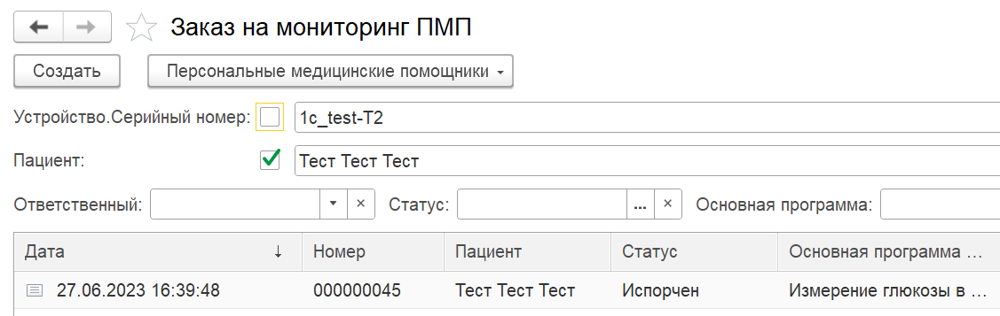 Заказ на мониторинг ПМП
Создать Персональные медицинские помощники
Устройство.Серийный номер: 1c_test-T2
Пациент: Тест Тест Тест
Ответственный: Статус: ... Основная программа:
Дата ↓ Номер Пациент Статус Основная программа ...
27.06.2023 16:39:48 000000045 Тест Тест Тест Испорчен Измерение глюкозы в ...